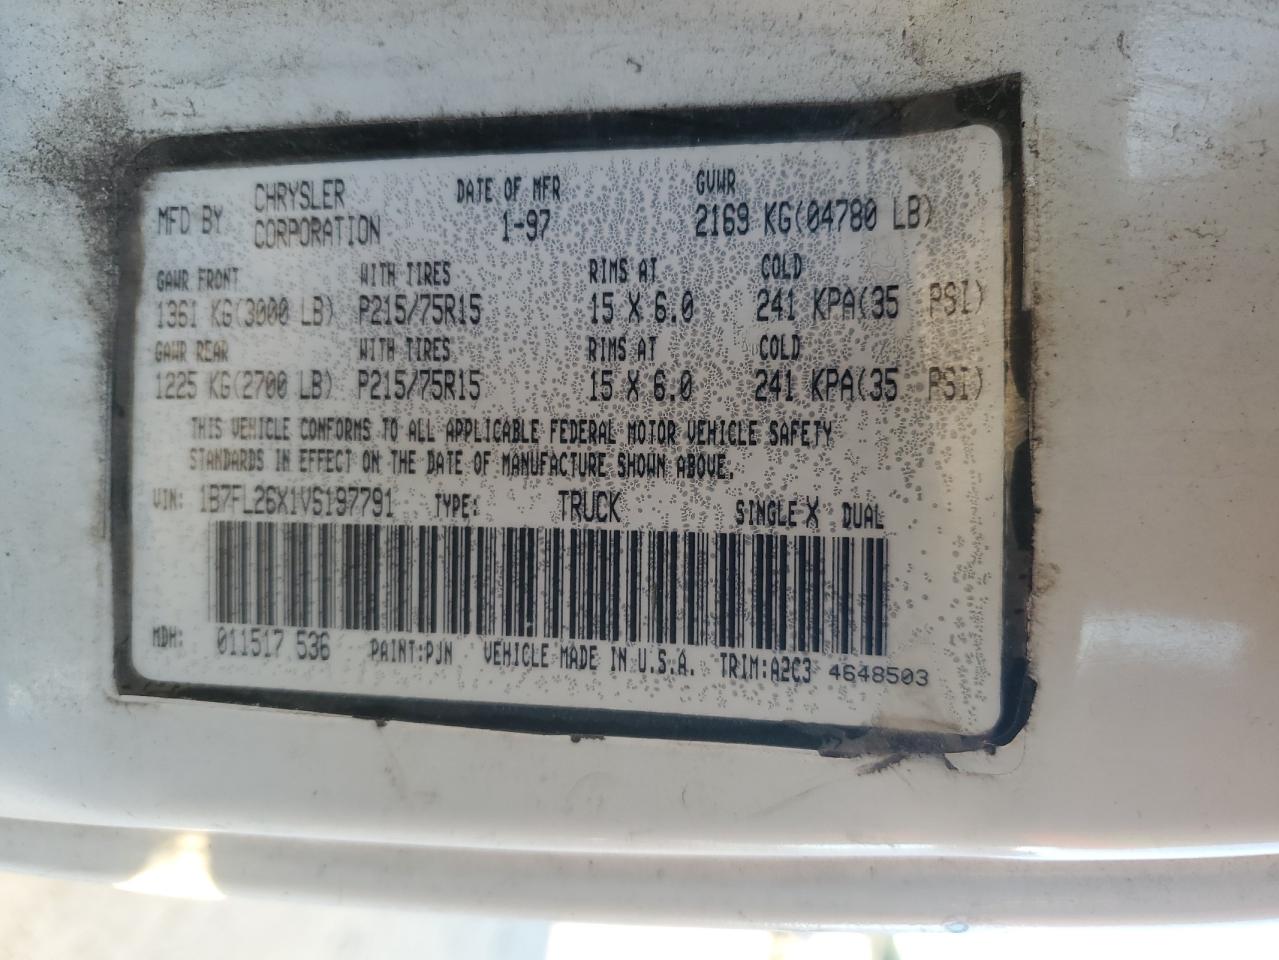 MFD BY CHRYSLER CORPORATION DATE OF MFR 1-97 GVWR 2169 KG(04780 LB)
GAWR FRONT WITH TIRES RIMS AT COLD
1361 KG(3000 LB) P215/75R15 15 X 6.0 241 KPA(35 PSI)
GAWR REAR WITH TIRES RIMS AT COLD
1225 KG(2700 LB) P215/75R15 15 X 6.0 241 KPA(35 PSI)
THIS VEHICLE CONFORMS TO ALL APPLICABLE FEDERAL MOTOR VEHICLE SAFETY
STANDARDS IN EFFECT ON THE DATE OF MANUFACTURE SHOWN ABOVE.
VIN: 1B7FL26X1VS197791 TYPE: TRUCK SINGLE X DUAL
MDH: 011517 536 PAINT:PJN VEHICLE MADE IN U.S.A. TRIM:A2C3 4648503